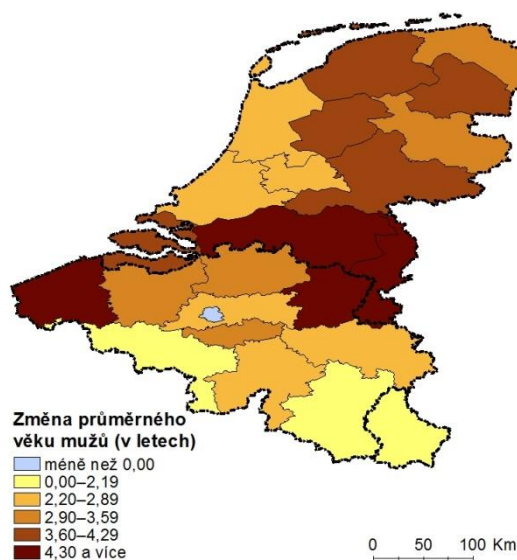 Změna průměrného
věku mužů (v letech)
méně než 0,00
0,00–2,19
2,20–2,89
2,90–3,59
3,60–4,29
4,30 a více
0 50 100 Km